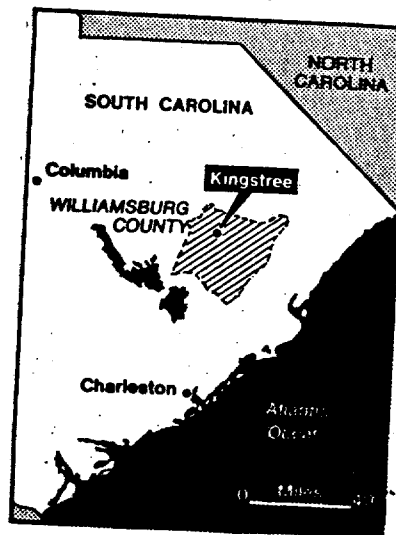 NORTH
CAROLINA
SOUTH CAROLINA
Columbia
Kingstree
WILLIAMSBURG
COUNTY
Charleston
Atlantic
Ocean
0 Miles